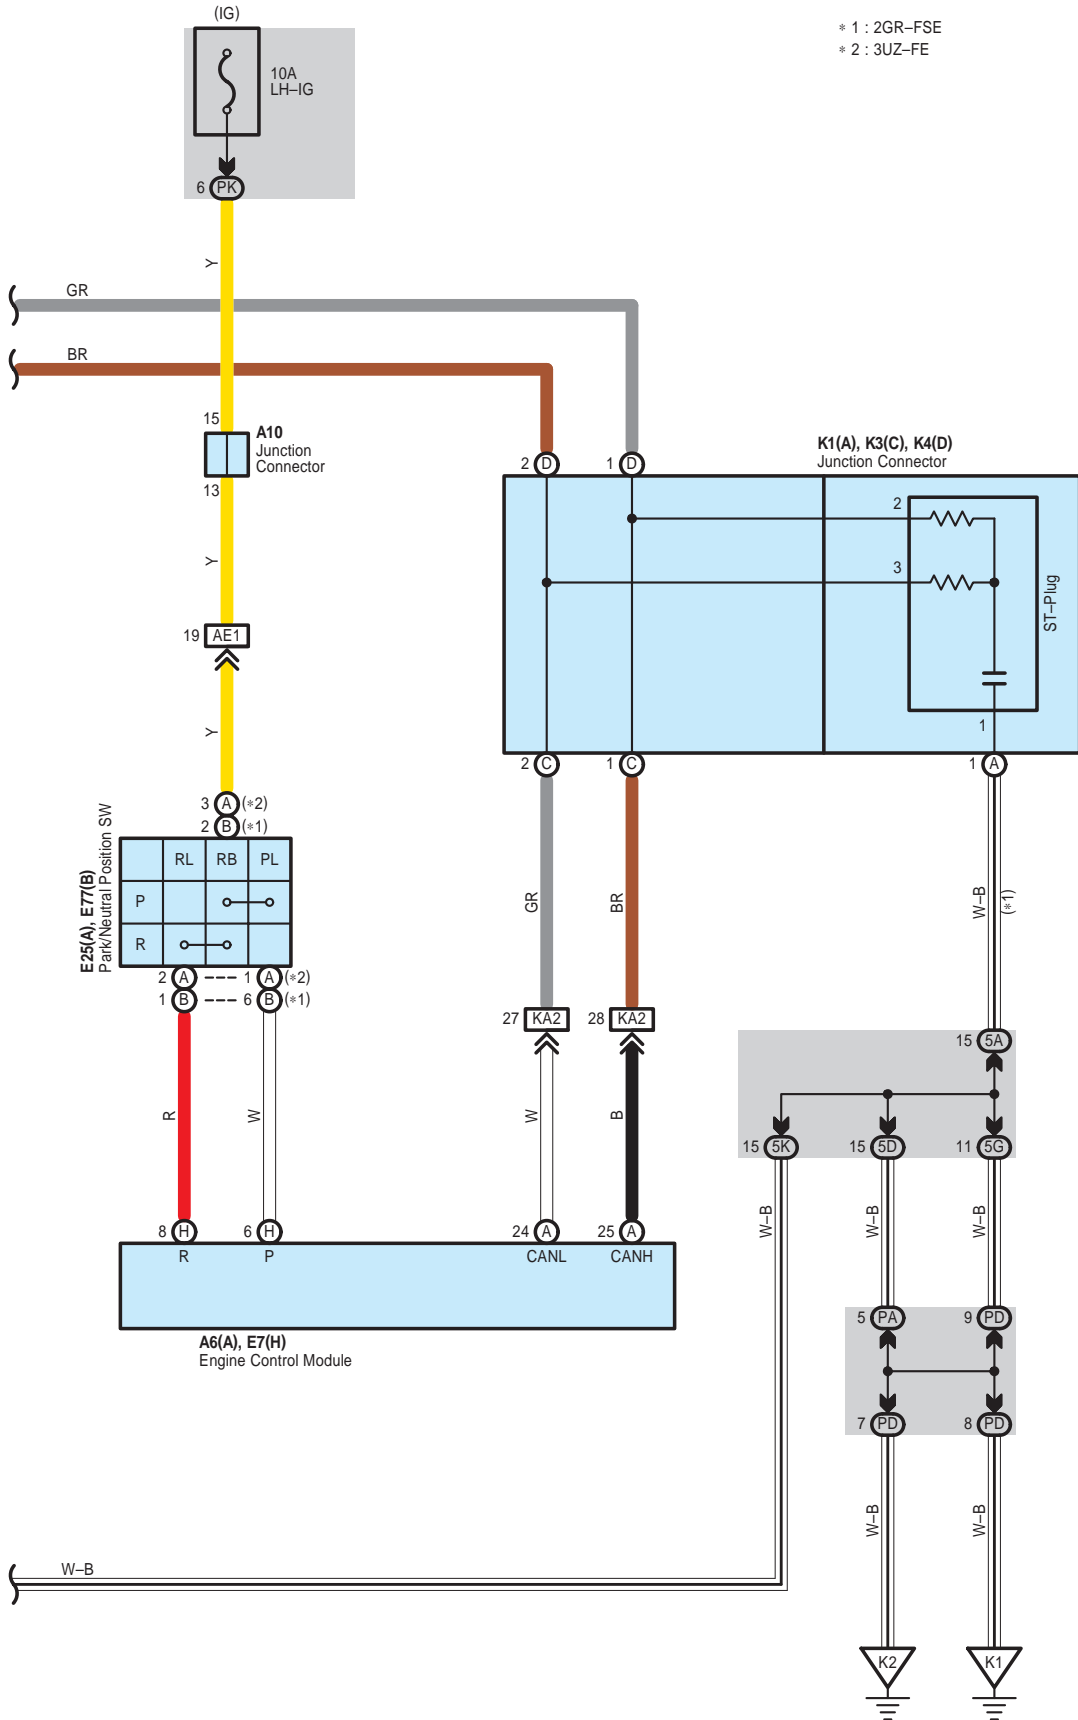 (IG)
* 1 : 2GR–FSE
* 2 : 3UZ–FE
10A
LH–IG
6 PK
Y
GR
BR
15
A10
Junction
Connector
13
K1(A), K3(C), K4(D)
Junction Connector
2 D
1 D
2
3
ST–Plug
1
Y
19 AE1
Y
2 C
1 C
1 A
3 A (*2)
2 B (*1)
E25(A), E77(B)
Park/Neutral Position SW
RL RB PL
P
R
2 A 1 A (*2)
1 B 6 B (*1)
GR
BR
W–B
(*1)
27 KA2
28 KA2
15 5A
R
W
W
B
15 5K
15 5D
11 5G
8 H
6 H
24 A
25 A
R
P
CANL
CANH
W–B
W–B
W–B
A6(A), E7(H)
Engine Control Module
5 PA
9 PD
7 PD
8 PD
W–B
W–B
W–B
K2
K1